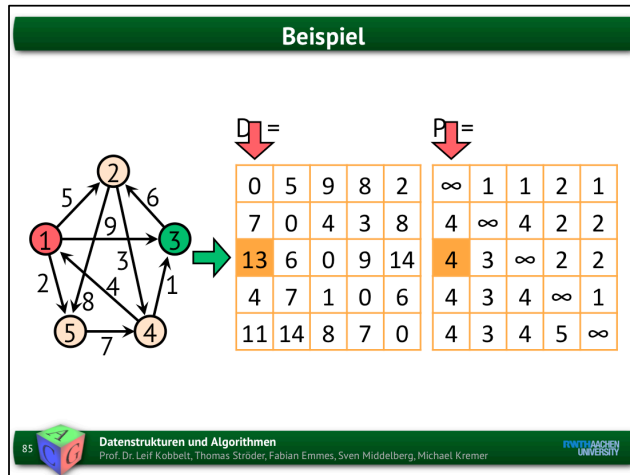 Beispiel
D =
P =
2
5
6
9
1
3
3
2
8
4
1
5
7
4
0 5 9 8 2
7 0 4 3 8
13 6 0 9 14
4 7 1 0 6
11 14 8 7 0
∞ 1 1 2 1
4 ∞ 4 2 2
4 3 ∞ 2 2
4 3 4 ∞ 1
4 3 4 5 ∞
85
A
C G
Datenstrukturen und Algorithmen
Prof. Dr. Leif Kobbelt, Thomas Ströder, Fabian Emmes, Sven Middelberg, Michael Kremer
RWTH AACHEN
UNIVERSITY